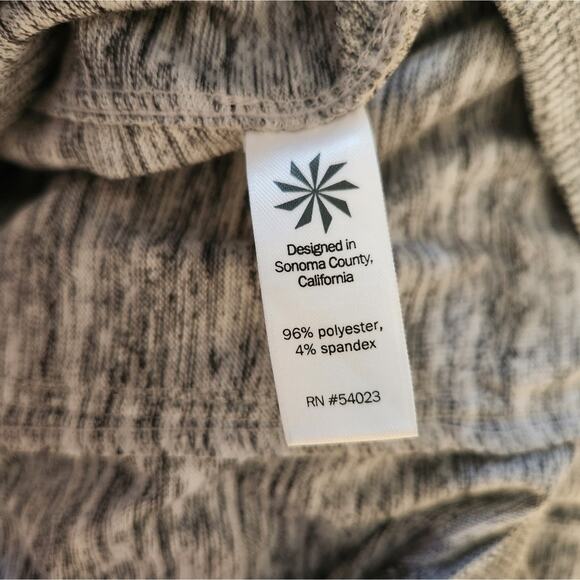 Designed in
Sonoma County,
California
96% polyester,
4% spandex
RN #54023